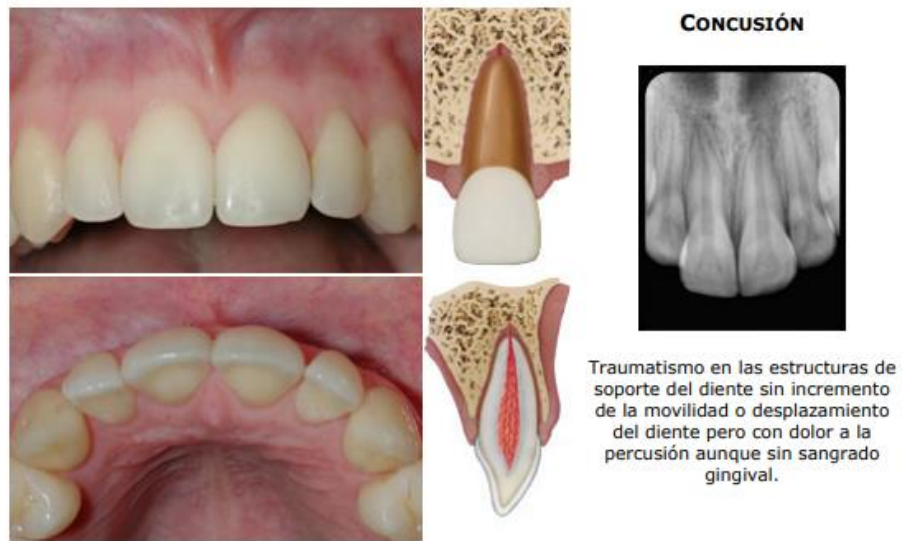 CONCUSIÓN
Traumatismo en las estructuras de
soporte del diente sin incremento
de la movilidad o desplazamiento
del diente pero con dolor a la
percusión aunque sin sangrado
gingival.